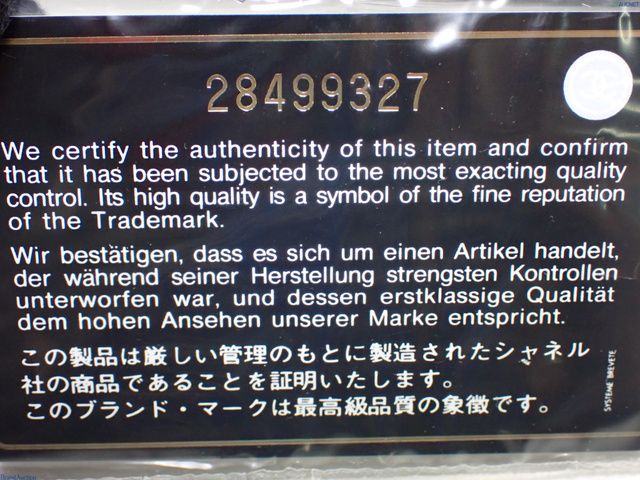 28499327
We certify the authenticity of this item and confirm
that it has been subjected to the most exacting quality
control. Its high quality is a symbol of the fine reputation
of the Trademark.
Wir bestätigen, dass es sich um einen Artikel handelt,
der während seiner Herstellung strengsten Kontrollen
unterworfen war, und dessen erstklassige Qualität
dem hohen Ansehen unserer Marke entspricht.
この製品は厳しい管理のもとに製造されたシャネル
社の商品であることを証明いたします。
このブランド・マークは最高級品質の象徴です。
SYSTEME BREVETE